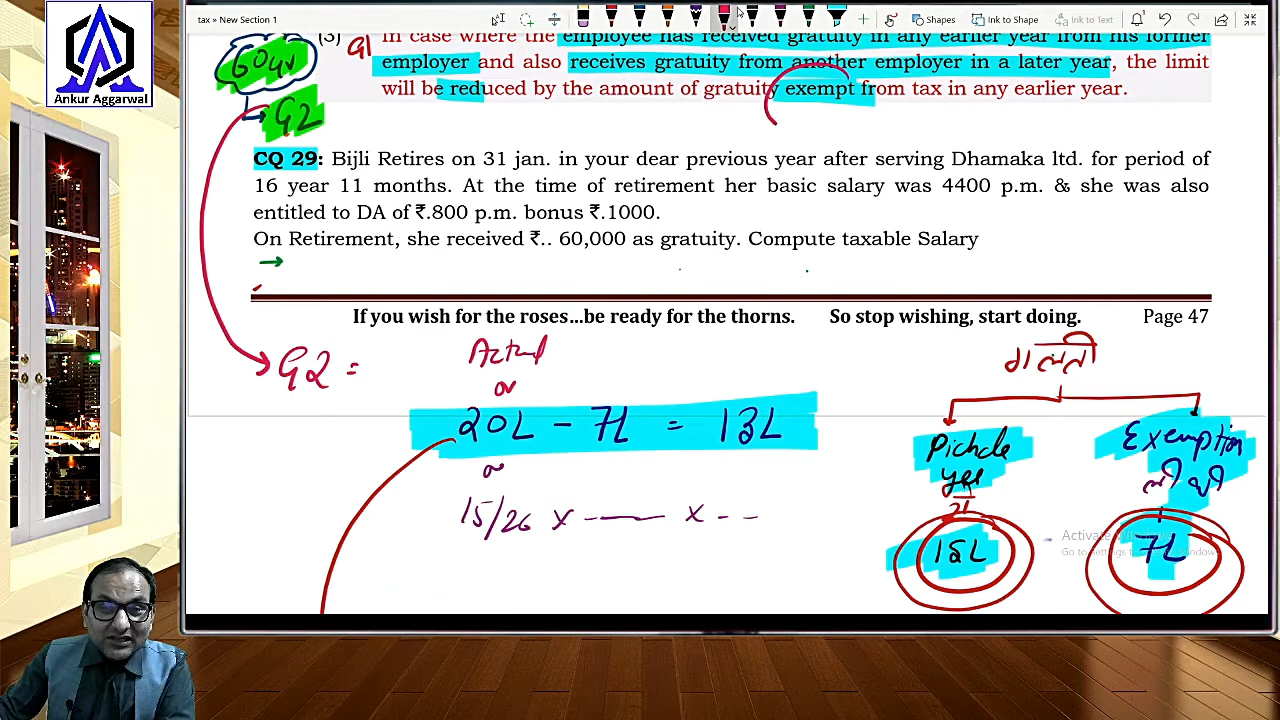 tax » New Section 1
Shapes
Ink to Shape
Ink to Text
Ankur Aggarwal
(3) In case where the employee has received gratuity in any earlier year from his former
employer and also receives gratuity from another employer in a later year, the limit
will be reduced by the amount of gratuity exempt from tax in any earlier year.
G1
G2
CQ 29: Bijli Retires on 31 jan. in your dear previous year after serving Dhamaka ltd. for period of
16 year 11 months. At the time of retirement her basic salary was 4400 p.m. & she was also
entitled to DA of ₹.800 p.m. bonus ₹.1000.
On Retirement, she received ₹.. 60,000 as gratuity. Compute taxable Salary
If you wish for the roses...be ready for the thorns. So stop wishing, start doing. Page 47
G2 =
Actual
or
20L - 7L = 13L
or
15/26 x — x - -
गलती
Pichde
Exemption
ली थी
7L